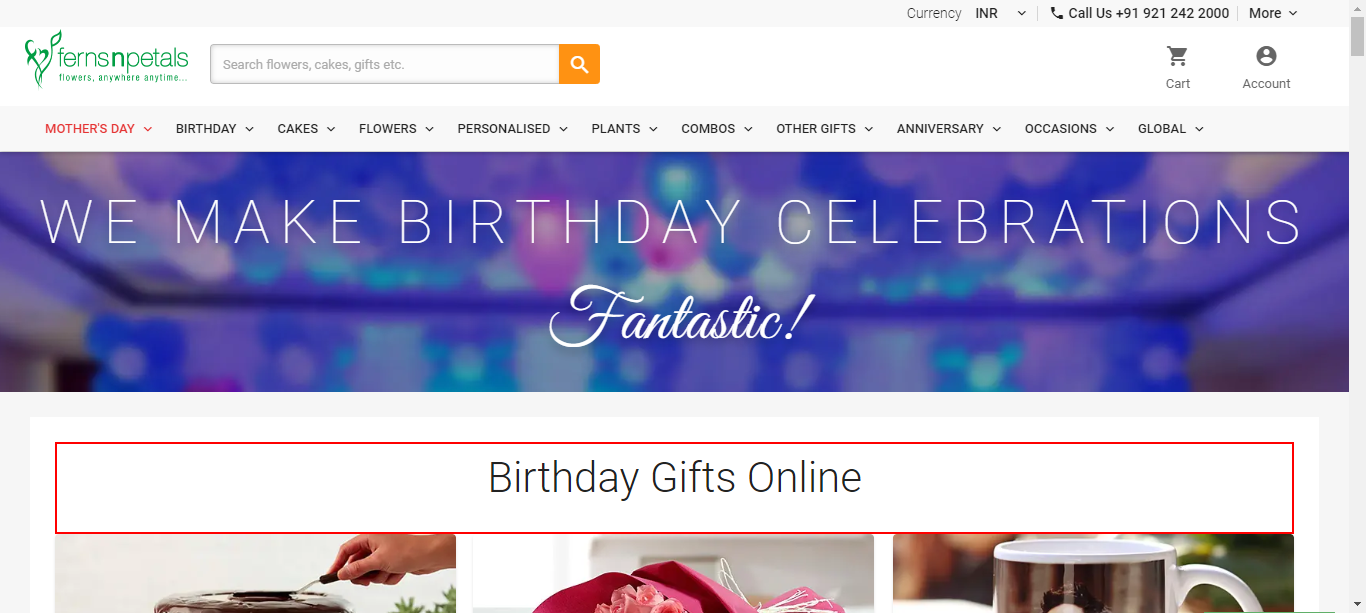 Currency INR Call Us +91 921 242 2000 More
fernsnpetals
flowers, anywhere anytime...
Search flowers, cakes, gifts etc.
Cart
Account
MOTHER'S DAY BIRTHDAY CAKES FLOWERS PERSONALISED PLANTS COMBOS OTHER GIFTS ANNIVERSARY OCCASIONS GLOBAL
WE MAKE BIRTHDAY CELEBRATIONS
Fantastic!
Birthday Gifts Online